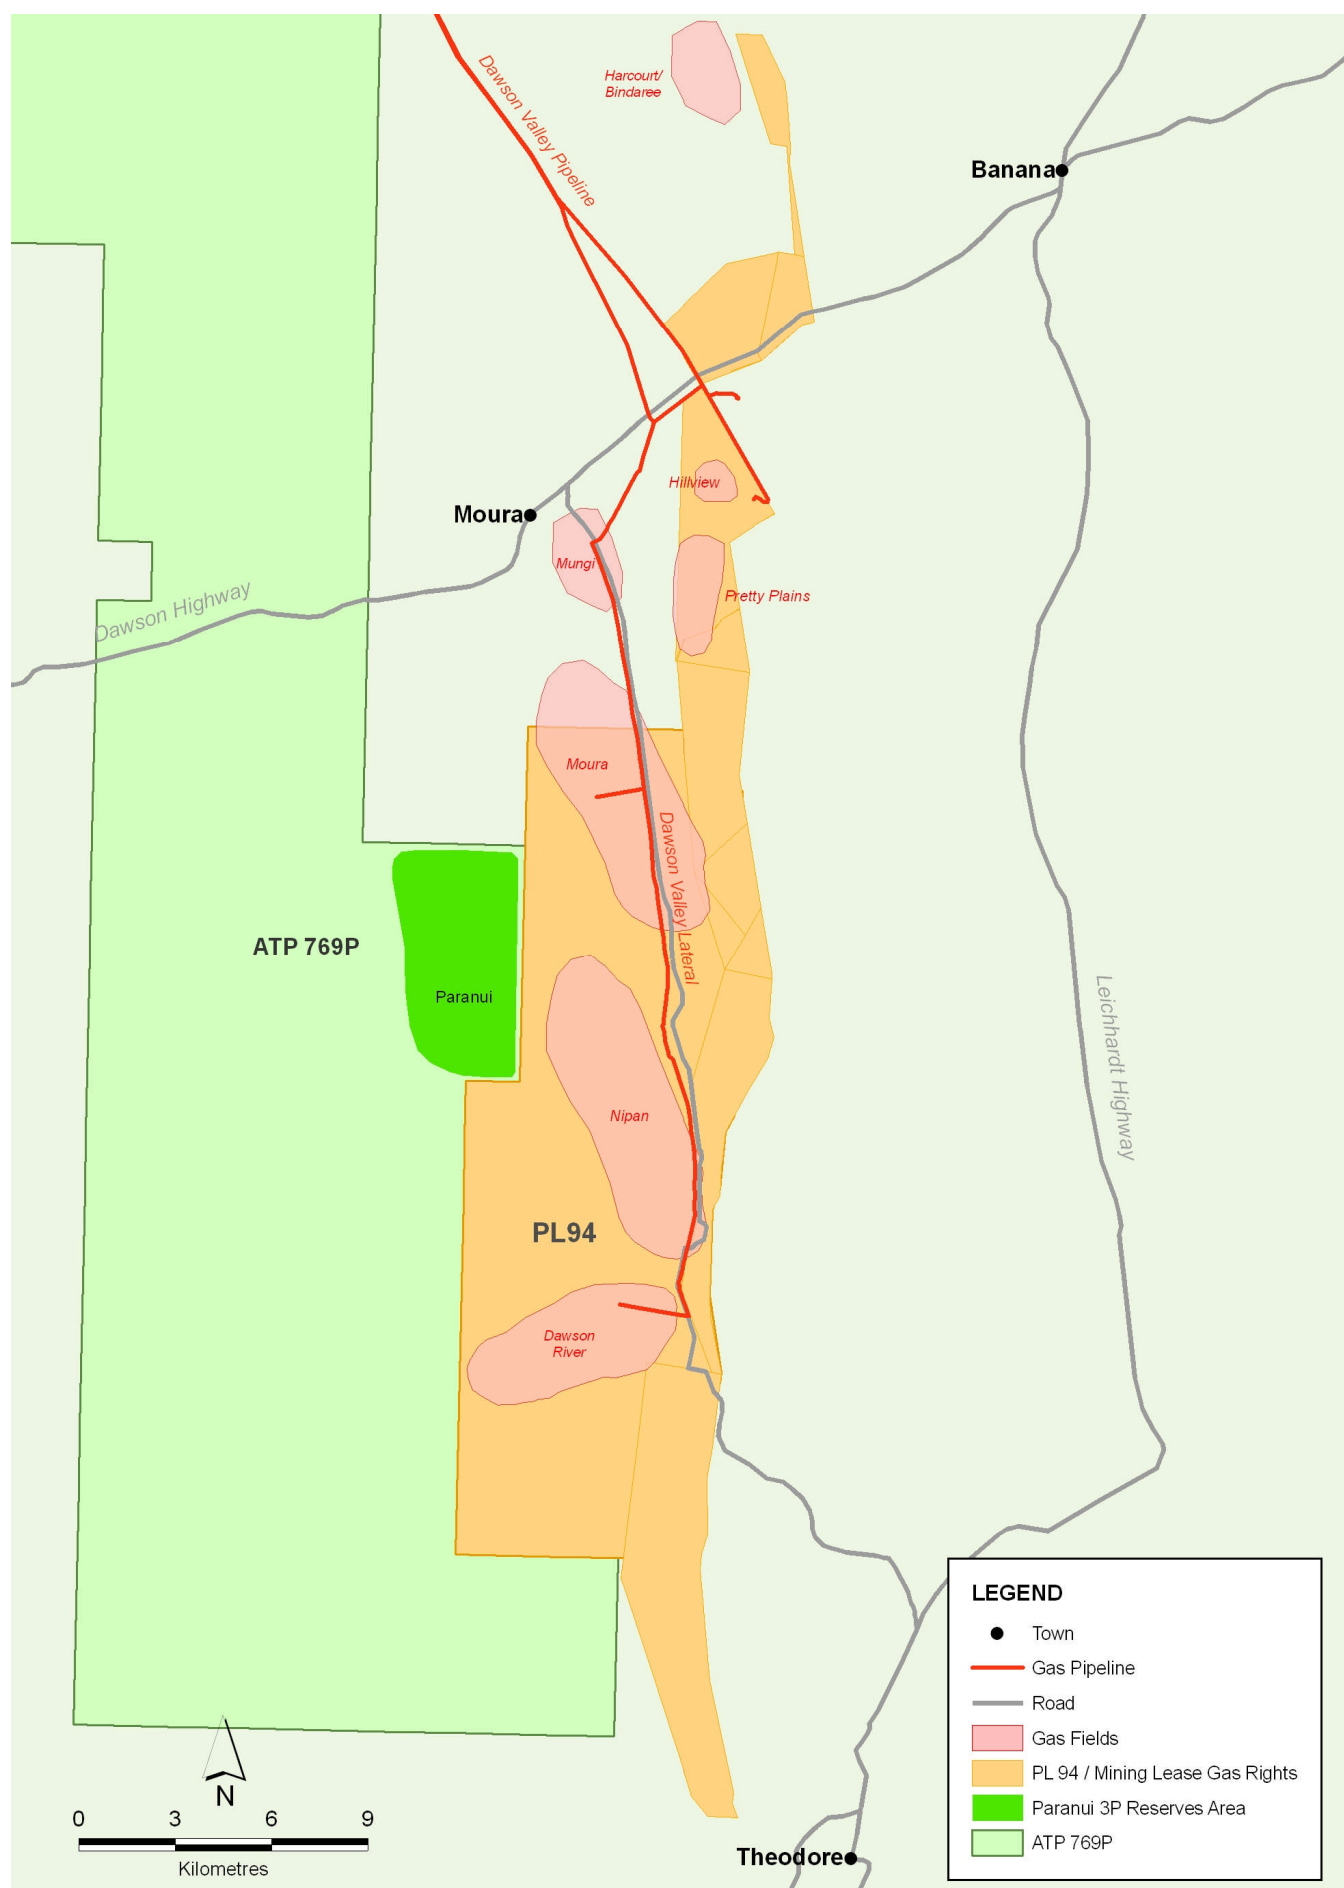 Harcourt/
Bindaree
Dawson Valley Pipeline
Banana
Hillview
Moura
Mungi
Pretty Plains
Dawson Highway
Moura
Dawson Valley Lateral
ATP 769P
Paranui
Leichhardt Highway
Nipan
PL94
Dawson
River
LEGEND
Town
Gas Pipeline
Road
Gas Fields
PL 94 / Mining Lease Gas Rights
Paranui 3P Reserves Area
ATP 769P
N
0 3 6 9
Kilometres
Theodore